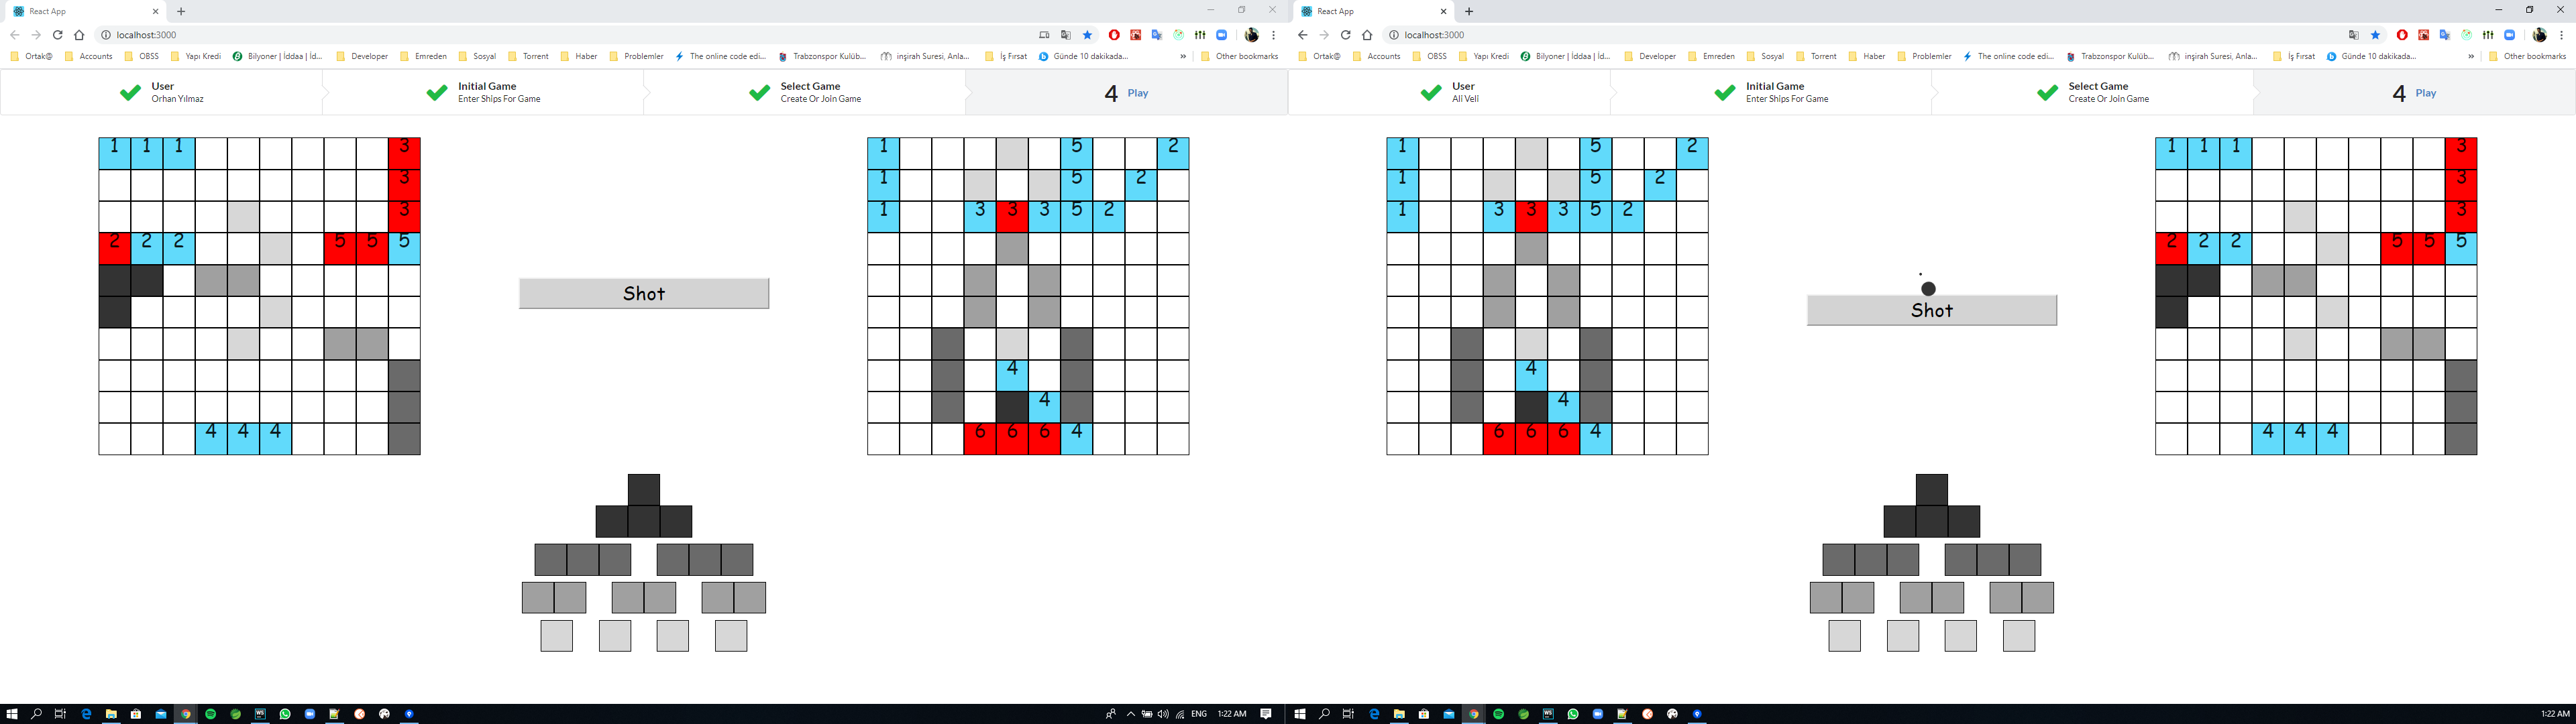 React App
localhost:3000
Ortak@ Accounts OBSS Yapı Kredi Bilyoner | İddaa | İd... Developer Emreden Sosyal Torrent Haber Problemler The online code edi... Trabzonspor Kulüb... inşirah Suresi, Anla... İş Fırsat Günde 10 dakikada... » Other bookmarks
User
Orhan Yılmaz
Initial Game
Enter Ships For Game
Select Game
Create Or Join Game
4 Play
1 1 1 3
3
3
2 2 2 5 5 5
4 4 4
Shot
1 5 2
1 5 2
1 3 3 3 5 2
4
4
6 6 6 4
ENG 1:22 AM
React App
localhost:3000
Ortak@ Accounts OBSS Yapı Kredi Bilyoner | İddaa | İd... Developer Emreden Sosyal Torrent Haber Problemler The online code edi... Trabzonspor Kulüb... inşirah Suresi, Anla... İş Fırsat Günde 10 dakikada... » Other bookmarks
User
Ali Veli
Initial Game
Enter Ships For Game
Select Game
Create Or Join Game
4 Play
1 5 2
1 5 2
1 3 3 3 5 2
4
4
6 6 6 4
Shot
1 1 1 3
3
3
2 2 2 5 5 5
4 4 4
1:22 AM